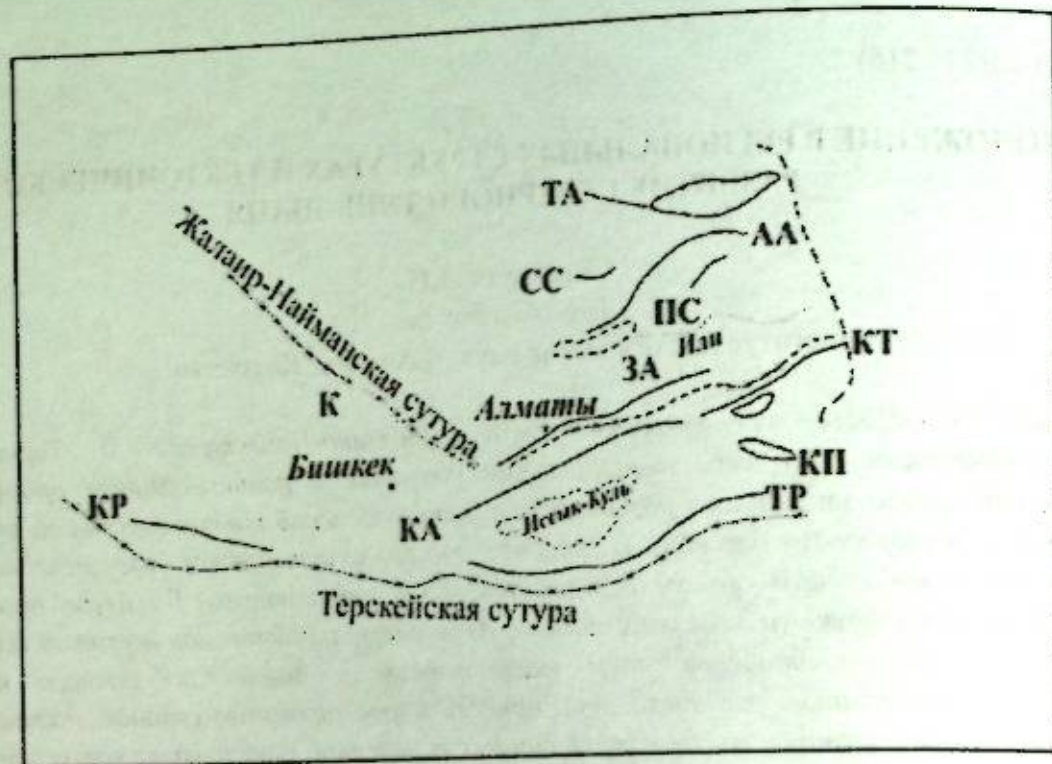 ТА
АА
СС
ПС
Или
ЗА
КТ
Жалаир-Найманская сутура
К
Алматы
Бишкек
КП
КР
КА
Иссык-Куль
ТР
Терскейская сутура